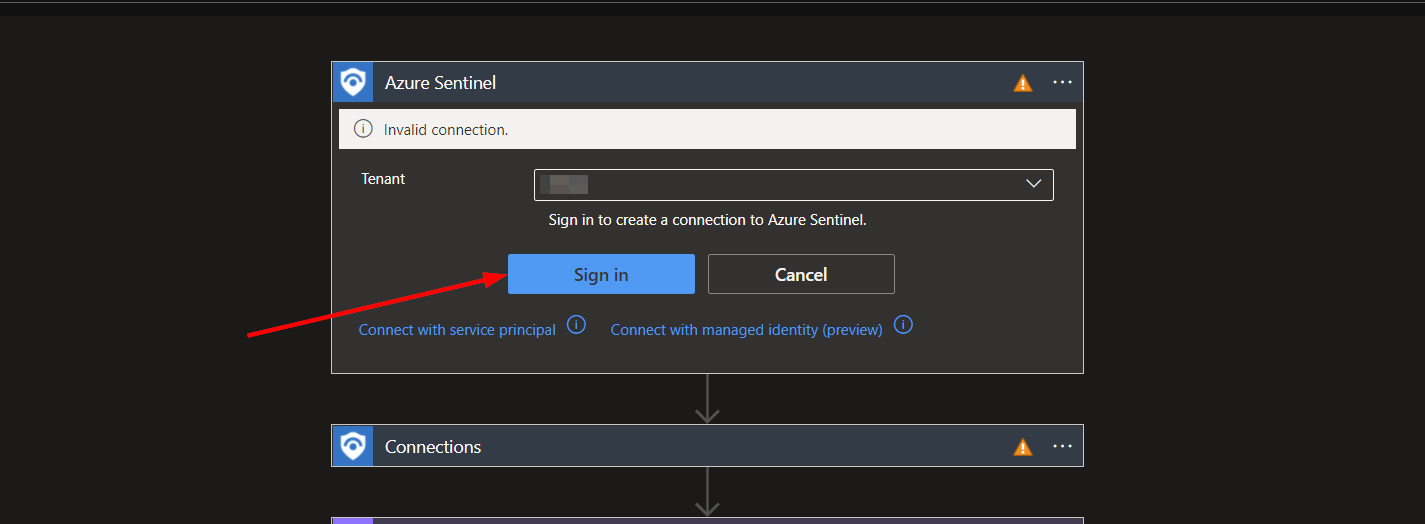 Azure Sentinel
Invalid connection.
Tenant
Sign in to create a connection to Azure Sentinel.
Sign in Cancel
Connect with service principal Connect with managed identity (preview)
Connections